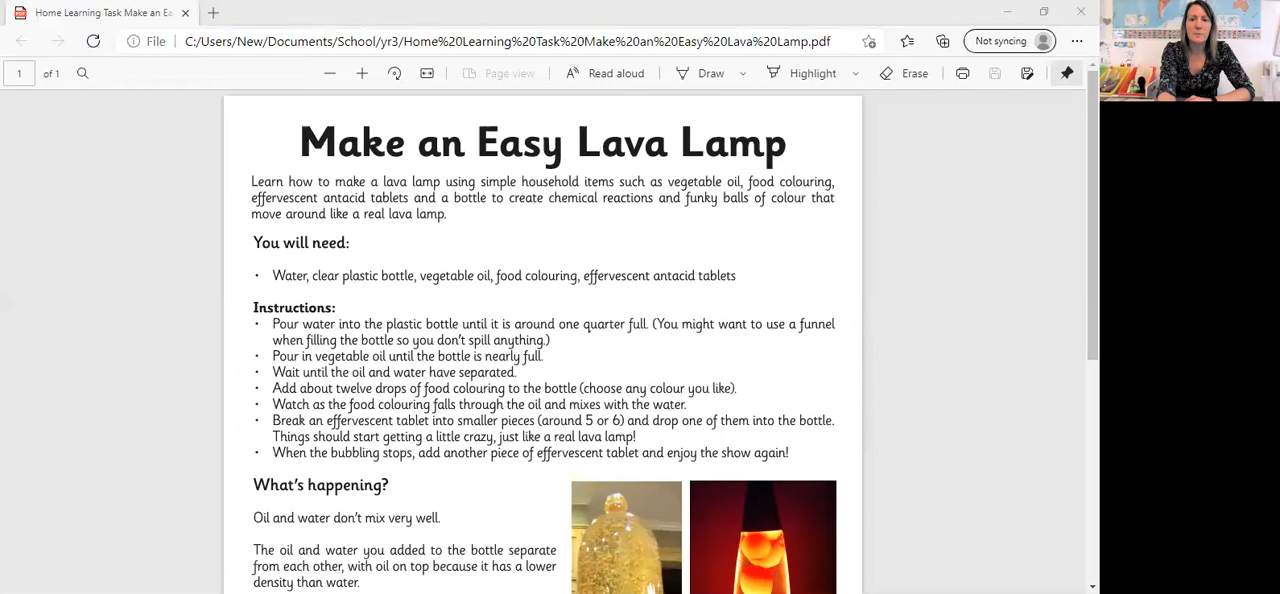 Home Learning Task Make an Ea
File
C:/Users/New/Documents/School/yr3/Home%20Learning%20Task%20Make%20an%20Easy%20Lava%20Lamp.pdf
Not syncing
1 of 1
Page view
Read aloud
Draw
Highlight
Erase
Make an Easy Lava Lamp
Learn how to make a lava lamp using simple household items such as vegetable oil, food colouring,
effervescent antacid tablets and a bottle to create chemical reactions and funky balls of colour that
move around like a real lava lamp.
You will need:
• Water, clear plastic bottle, vegetable oil, food colouring, effervescent antacid tablets
Instructions:
• Pour water into the plastic bottle until it is around one quarter full. (You might want to use a funnel
when filling the bottle so you don't spill anything.)
• Pour in vegetable oil until the bottle is nearly full.
• Wait until the oil and water have separated.
• Add about twelve drops of food colouring to the bottle (choose any colour you like).
• Watch as the food colouring falls through the oil and mixes with the water.
• Break an effervescent tablet into smaller pieces (around 5 or 6) and drop one of them into the bottle.
Things should start getting a little crazy, just like a real lava lamp!
• When the bubbling stops, add another piece of effervescent tablet and enjoy the show again!
What's happening?
Oil and water don't mix very well.
The oil and water you added to the bottle separate
from each other, with oil on top because it has a lower
density than water.